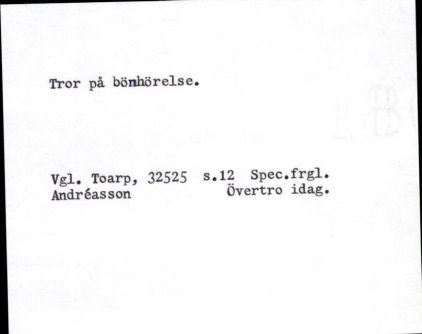 Tror på bönhörelse.
Vgl. Toarp, 32525 s.12 Spec.frgl.
Andréasson Övertro idag.